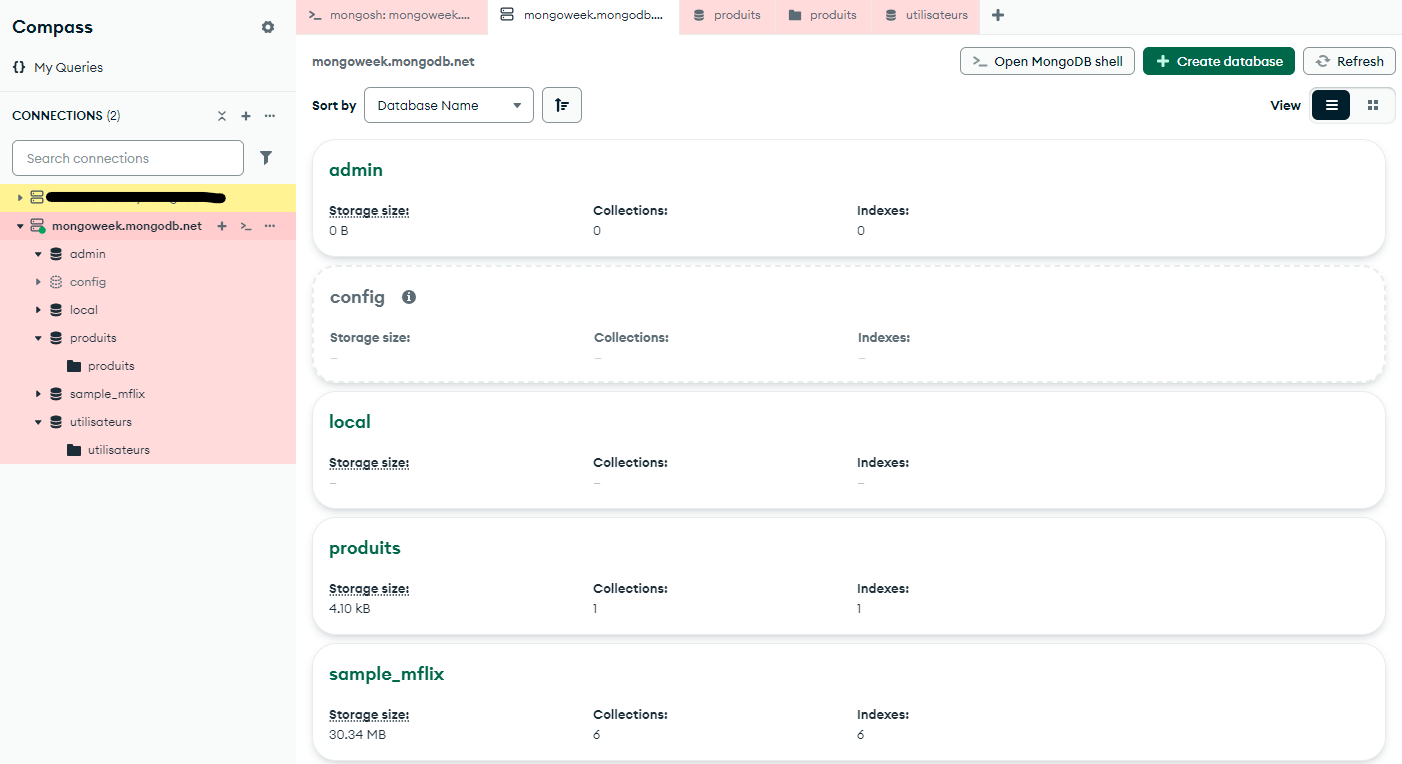 Compass
mongosh: mongoweek....
mongoweek.mongodb....
produits
produits
utilisateurs
My Queries
mongoweek.mongodb.net
Open MongoDB shell
Create database
Refresh
CONNECTIONS (2)
Sort by
Database Name
View
Search connections
mongoweek.mongodb.net
admin
config
local
produits
produits
sample_mflix
utilisateurs
utilisateurs
admin
Storage size: Collections: Indexes:
0 B 0 0
config
Storage size: Collections: Indexes:
– – –
local
Storage size: Collections: Indexes:
– – –
produits
Storage size: Collections: Indexes:
4.10 kB 1 1
sample_mflix
Storage size: Collections: Indexes:
30.34 MB 6 6